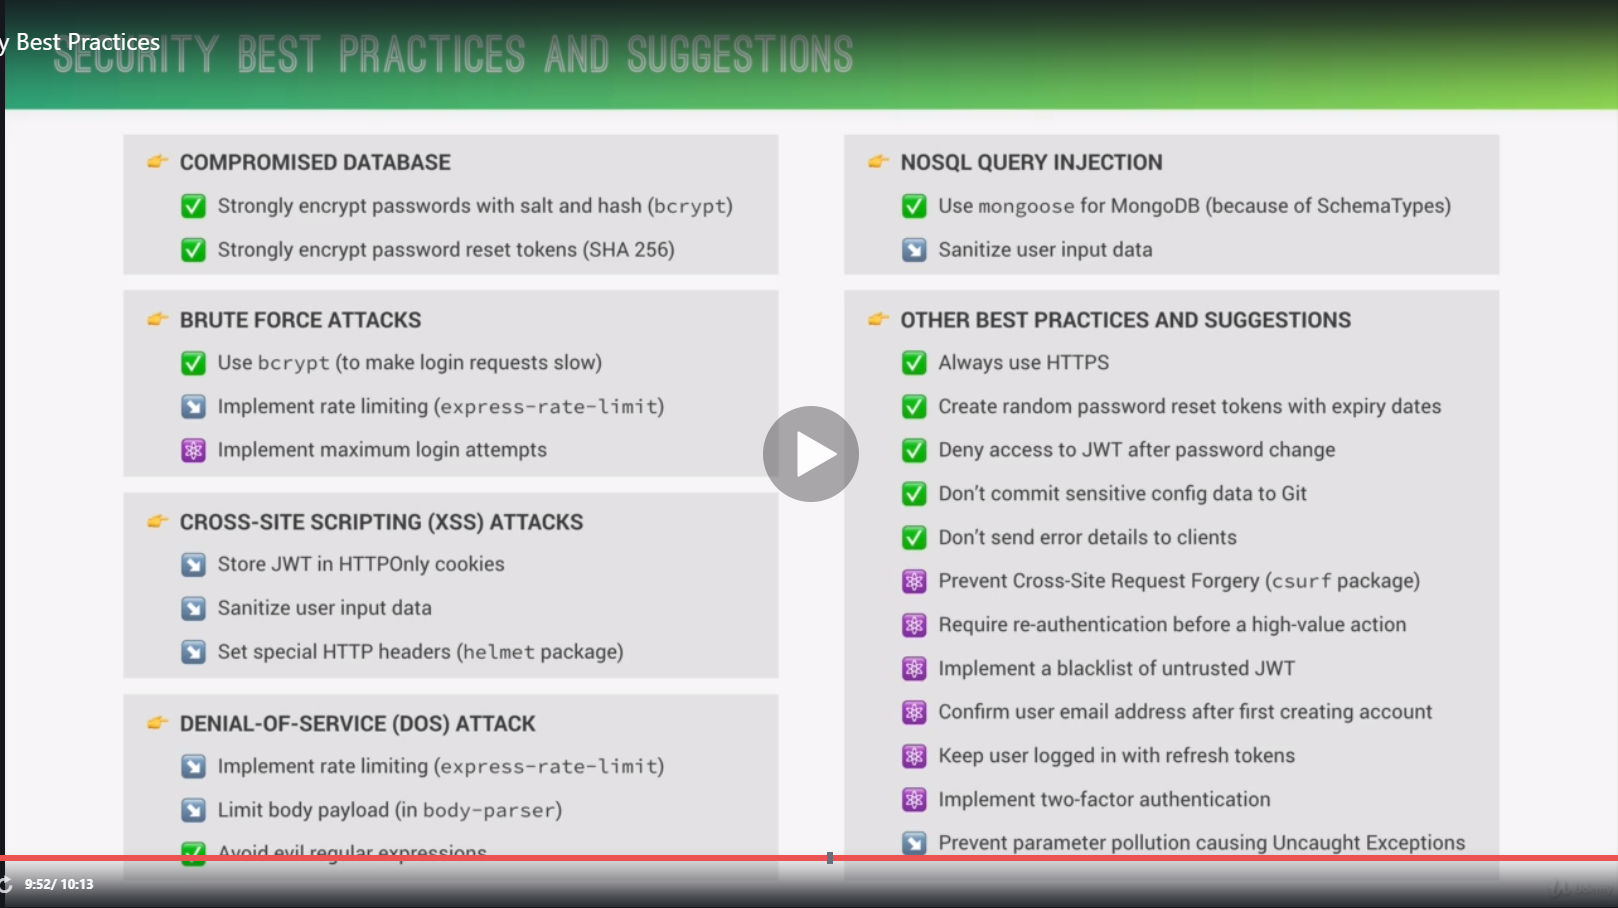 y Best Practices
SECURITY BEST PRACTICES AND SUGGESTIONS
COMPROMISED DATABASE
Strongly encrypt passwords with salt and hash (bcrypt)
Strongly encrypt password reset tokens (SHA 256)
BRUTE FORCE ATTACKS
Use bcrypt (to make login requests slow)
Implement rate limiting (express-rate-limit)
Implement maximum login attempts
CROSS-SITE SCRIPTING (XSS) ATTACKS
Store JWT in HTTPOnly cookies
Sanitize user input data
Set special HTTP headers (helmet package)
DENIAL-OF-SERVICE (DOS) ATTACK
Implement rate limiting (express-rate-limit)
Limit body payload (in body-parser)
Avoid evil regular expressions
NOSQL QUERY INJECTION
Use mongoose for MongoDB (because of SchemaTypes)
Sanitize user input data
OTHER BEST PRACTICES AND SUGGESTIONS
Always use HTTPS
Create random password reset tokens with expiry dates
Deny access to JWT after password change
Don't commit sensitive config data to Git
Don't send error details to clients
Prevent Cross-Site Request Forgery (csurf package)
Require re-authentication before a high-value action
Implement a blacklist of untrusted JWT
Confirm user email address after first creating account
Keep user logged in with refresh tokens
Implement two-factor authentication
Prevent parameter pollution causing Uncaught Exceptions
9:52/ 10:13